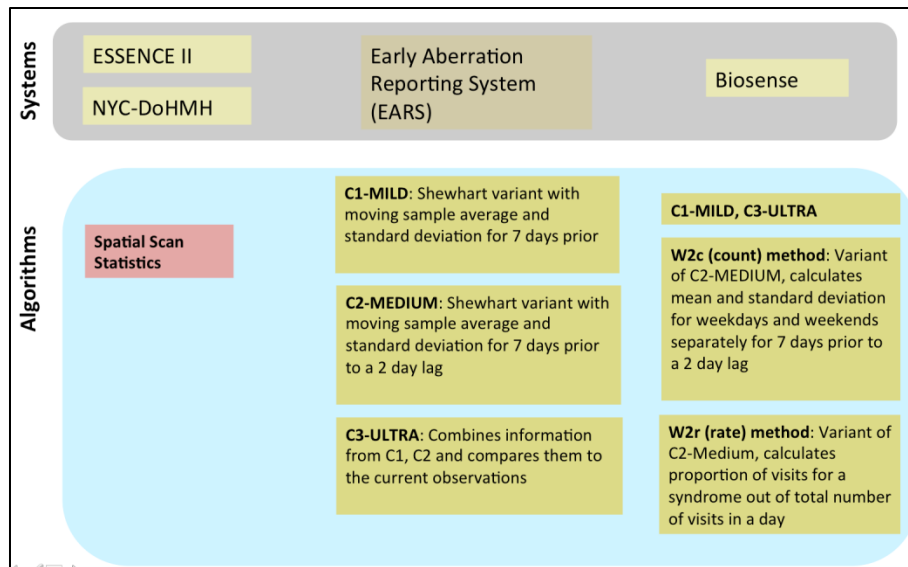 Systems
ESSENCE II
NYC-DoHMH
Early Aberration
Reporting System
(EARS)
Biosense
Algorithms
Spatial Scan
Statistics
C1-MILD: Shewhart variant with
moving sample average and
standard deviation for 7 days prior
C2-MEDIUM: Shewhart variant with
moving sample average and
standard deviation for 7 days prior
to a 2 day lag
C3-ULTRA: Combines information
from C1, C2 and compares them to
the current observations
C1-MILD, C3-ULTRA
W2c (count) method: Variant
of C2-MEDIUM, calculates
mean and standard deviation
for weekdays and weekends
separately for 7 days prior to
a 2 day lag
W2r (rate) method: Variant of
C2-Medium, calculates
proportion of visits for a
syndrome out of total number
of visits in a day